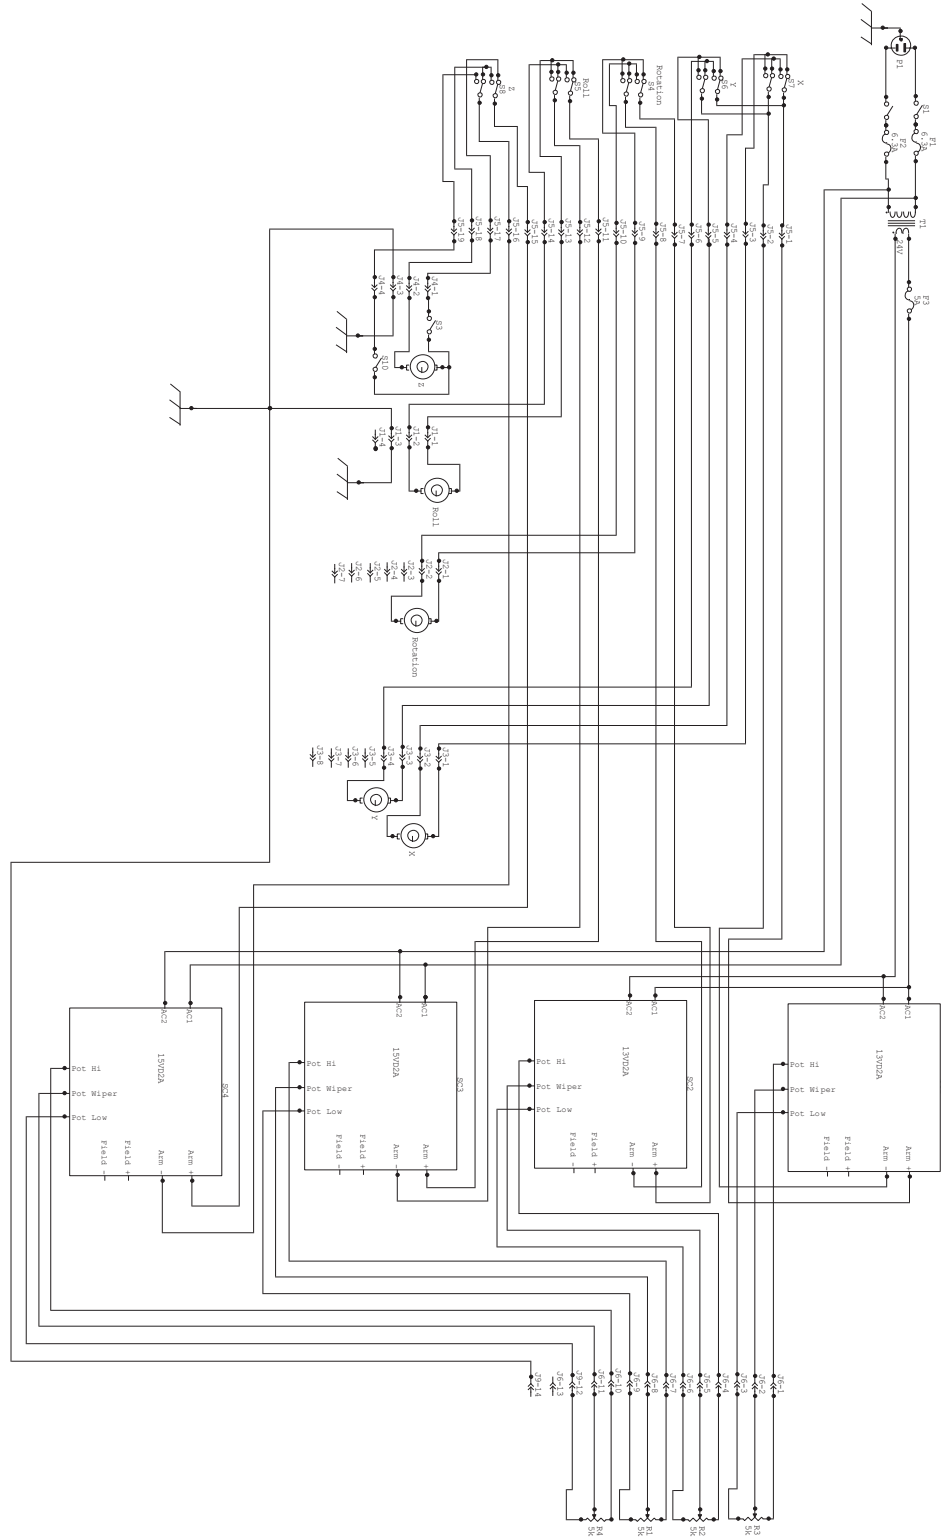 P1
S1
F1
6.3A
F2
6.3A
T1
24V
F3
5A
X
S7
Y
S6
Rotation
S4
Roll
S5
Z
S8
J5-1
J5-2
J5-3
J5-4
J5-5
J5-6
J5-7
J5-8
J5-9
J5-10
J5-11
J5-12
J5-13
J5-14
J5-15
J5-16
J5-17
J5-18
J5-19
J4-1
J4-2
J4-3
J4-4
S3
S10
Z
J1-1
J1-2
J1-3
J1-4
Roll
J2-1
J2-2
J2-3
J2-4
J2-5
J2-6
J2-7
Rotation
J3-1
J3-2
J3-3
J3-4
J3-5
J3-6
J3-7
J3-8
Y
X
AC1
AC2
13VD2A
Pot Hi
Pot Wiper
Pot Low
Arm +
Arm -
Field +
Field -
SC2
AC1
AC2
13VD2A
Pot Hi
Pot Wiper
Pot Low
Arm +
Arm -
Field +
Field -
SC3
AC1
AC2
15VD2A
Pot Hi
Pot Wiper
Pot Low
Arm +
Arm -
Field +
Field -
SC4
AC1
AC2
15VD2A
Pot Hi
Pot Wiper
Pot Low
Arm +
Arm -
Field +
Field -
J6-1
J6-2
J6-3
J6-4
J6-5
J6-6
J6-7
J6-8
J6-9
J6-10
J6-11
J9-12
J6-13
J9-14
R3
5k
R2
5k
R1
5k
R4
5k